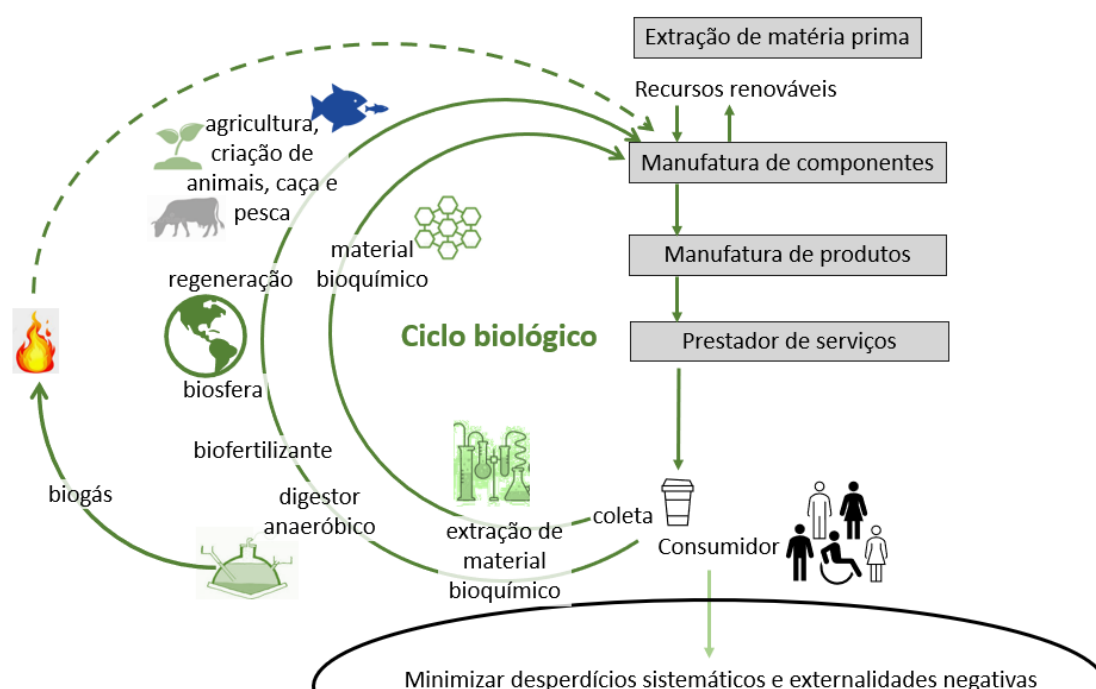 Extração de matéria prima
Recursos renováveis
Manufatura de componentes
Manufatura de produtos
Prestador de serviços
agricultura,
criação de
animais, caça e
pesca
material
bioquímico
regeneração
Ciclo biológico
biosfera
biofertilizante
biogás
digestor
anaeróbico
extração de
material
bioquímico
coleta
Consumidor
Minimizar desperdícios sistemáticos e externalidades negativas